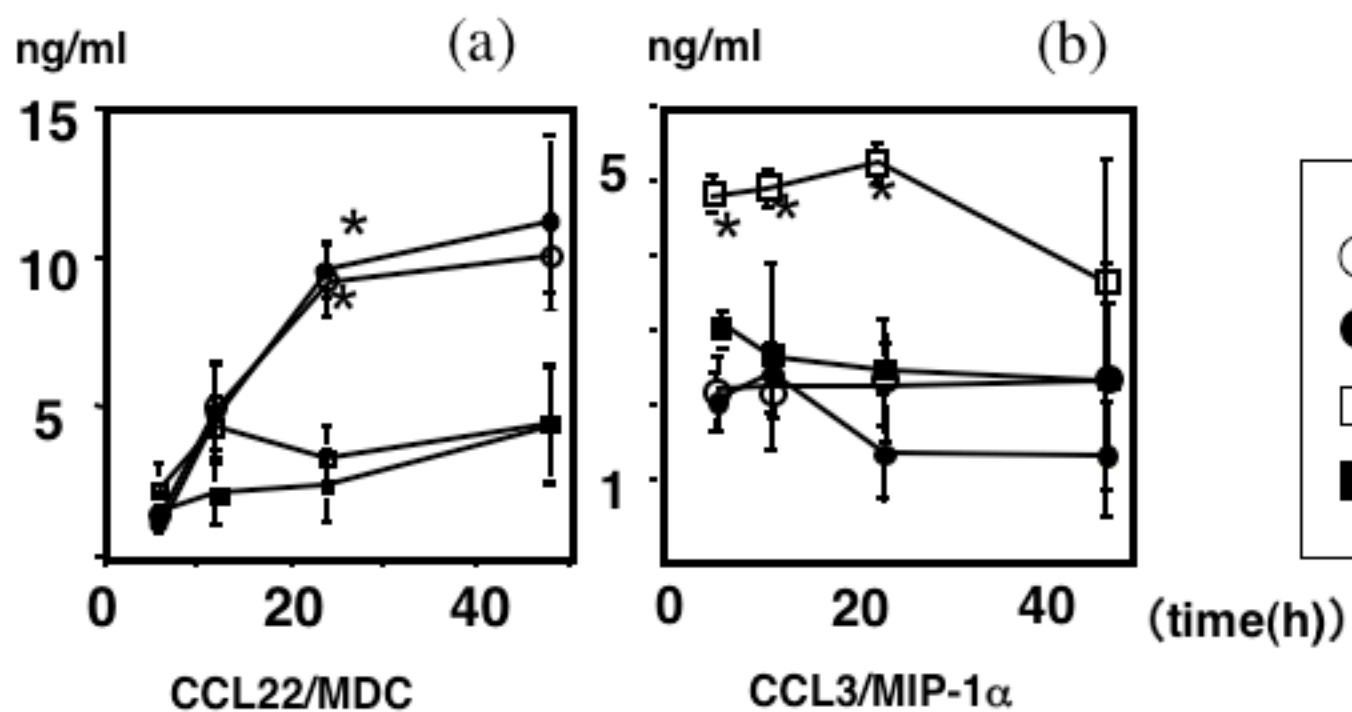 ng/ml (a)
15
10
5
0 20 40
CCL22/MDC
ng/ml (b)
5
1
0 20 40 (time(h))
CCL3/MIP-1α
*
*
*
*
*